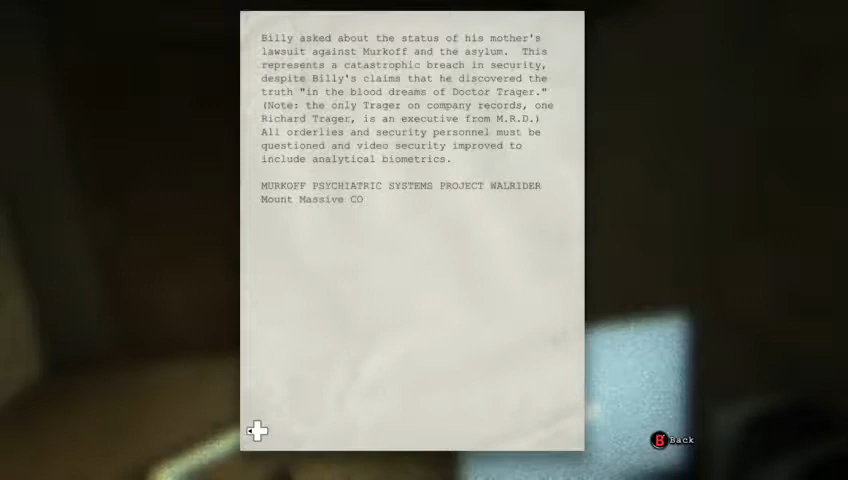 Billy asked about the status of his mother's
lawsuit against Murkoff and the asylum.  This
represents a catastrophic breach in security,
despite Billy's claims that he discovered the
truth "in the blood dreams of Doctor Trager."
(Note: the only Trager on company records, one
Richard Trager, is an executive from M.R.D.)
All orderlies and security personnel must be
questioned and video security improved to
include analytical biometrics.
MURKOFF PSYCHIATRIC SYSTEMS PROJECT WALRIDER
Mount Massive CO
B Back